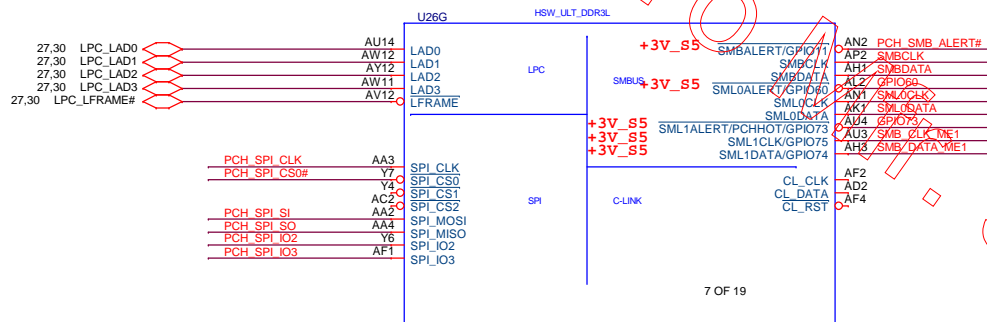 U26G
HSW_ULT_DDR3L
27,30 LPC_LAD0 AU14 LAD0
27,30 LPC_LAD1 AW12 LAD1
27,30 LPC_LAD2 AY12 LAD2
27,30 LPC_LAD3 AW11 LAD3
27,30 LPC_LFRAME# AV12 LFRAME
LPC
SMBUS
+3V_S5 SMBALERT/GPIO11 AN2 PCH_SMB_ALERT#
SMBCLK AP2 SMBCLK
SMBDATA AH1 SMBDATA
+3V_S5 SML0ALERT/GPIO60 AL2 GPIO60
SML0CLK AN1 SML0CLK
SML0DATA AK1 SML0DATA
+3V_S5 SML1ALERT/PCHHOT/GPIO73 AU4 GPIO73
+3V_S5 SML1CLK/GPIO75 AU3 SMB_CLK_ME1
+3V_S5 SML1DATA/GPIO74 AH3 SMB_DATA_ME1
PCH_SPI_CLK AA3 SPI_CLK
PCH_SPI_CS0# Y7 SPI_CS0
Y4 SPI_CS1
AC2 SPI_CS2
PCH_SPI_SI AA2 SPI_MOSI
PCH_SPI_SO AA4 SPI_MISO
PCH_SPI_IO2 Y6 SPI_IO2
PCH_SPI_IO3 AF1 SPI_IO3
SPI
C-LINK
CL_CLK AF2
CL_DATA AD2
CL_RST AF4
7 OF 19